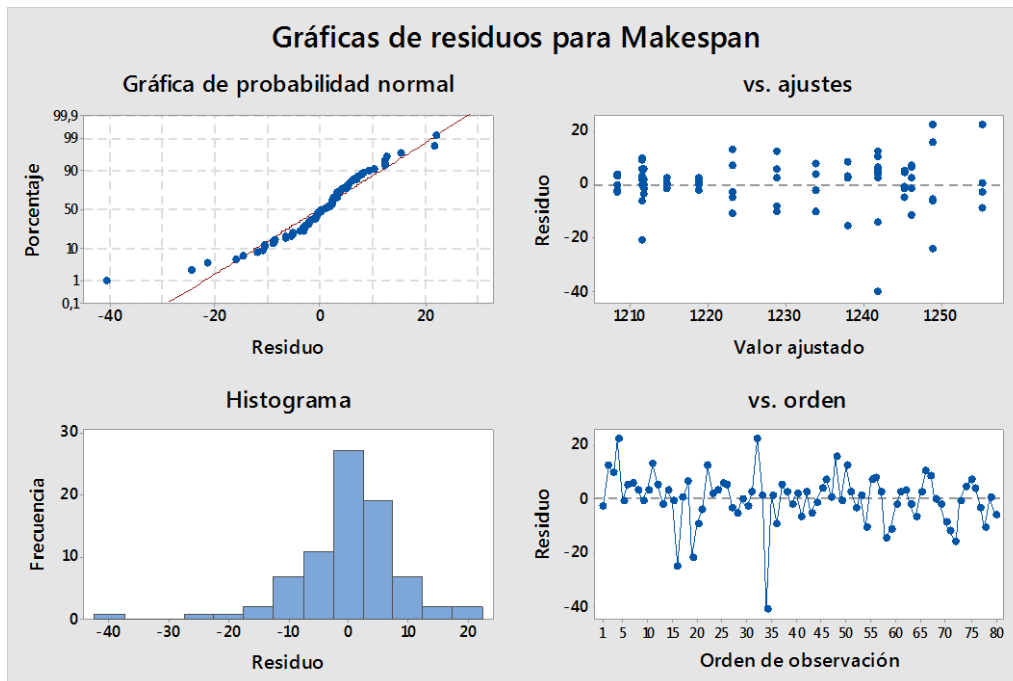 Gráficas de residuos para Makespan
Gráfica de probabilidad normal
99,9
99
90
50
10
1
0,1
Porcentaje
-40 -20 0 20
Residuo
vs. ajustes
20
0
-20
-40
Residuo
1210 1220 1230 1240 1250
Valor ajustado
Histograma
30
20
10
0
Frecuencia
-40 -30 -20 -10 0 10 20
Residuo
vs. orden
20
0
-20
-40
Residuo
1 5 10 15 20 25 30 35 40 45 50 55 60 65 70 75 80
Orden de observación